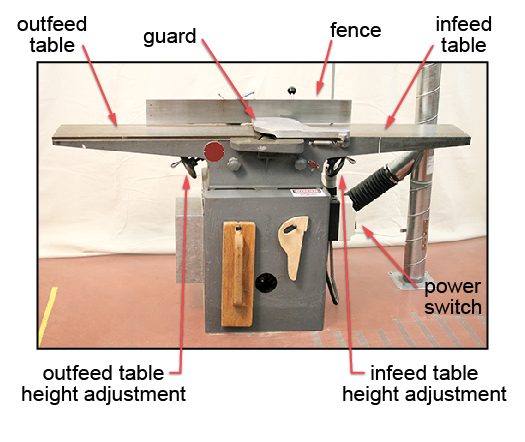 outfeed
table
guard
fence
infeed
table
power
switch
outfeed table
height adjustment
infeed table
height adjustment